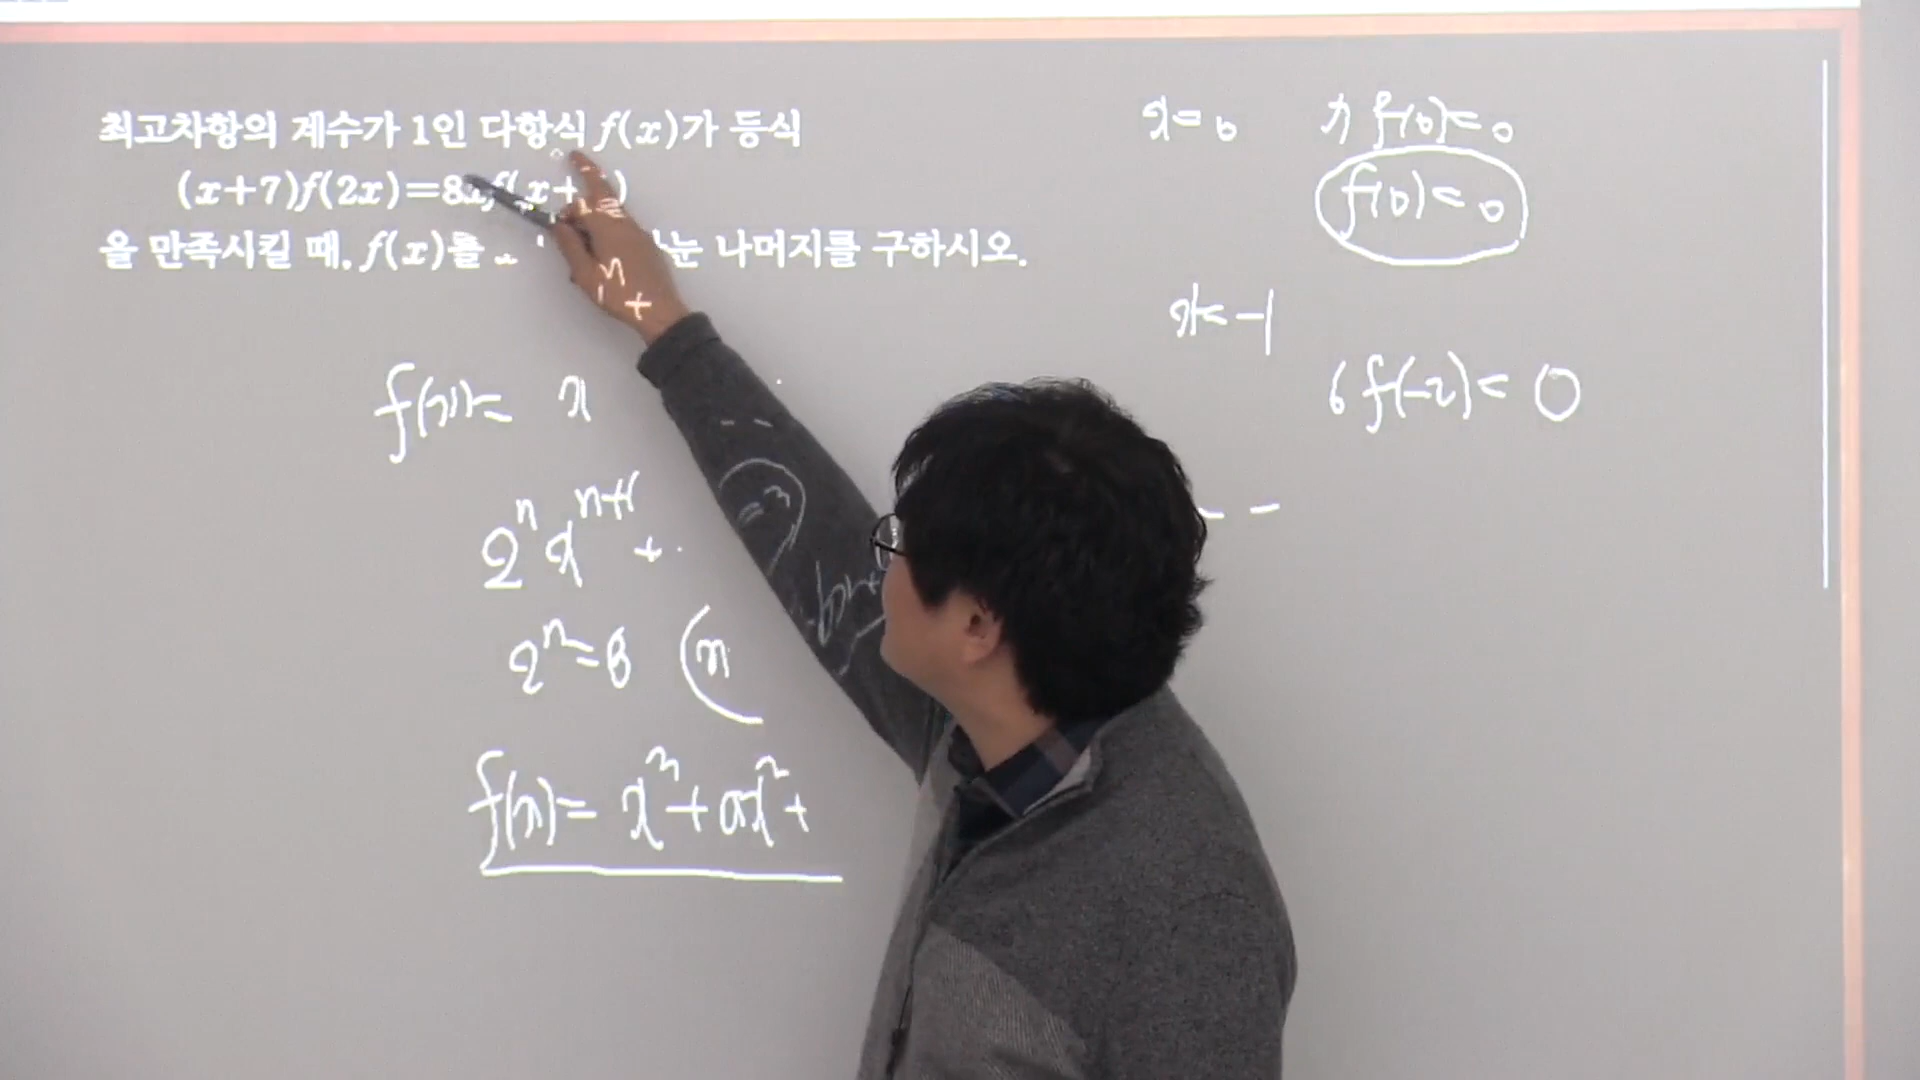 최고차항의 계수가 1인 다항식 f(x)가 등식
(x+7)f(2x)=8xf(x+
을 만족시킬 때, f(x)를 나머지를 구하시오.
x=0 7f(0)=0
f(0)=0
x=-1
6f(-2)=0
f(x)= x
2ⁿxⁿ⁺¹+
2ⁿ=8 (n
f(x)=x³+ax²+